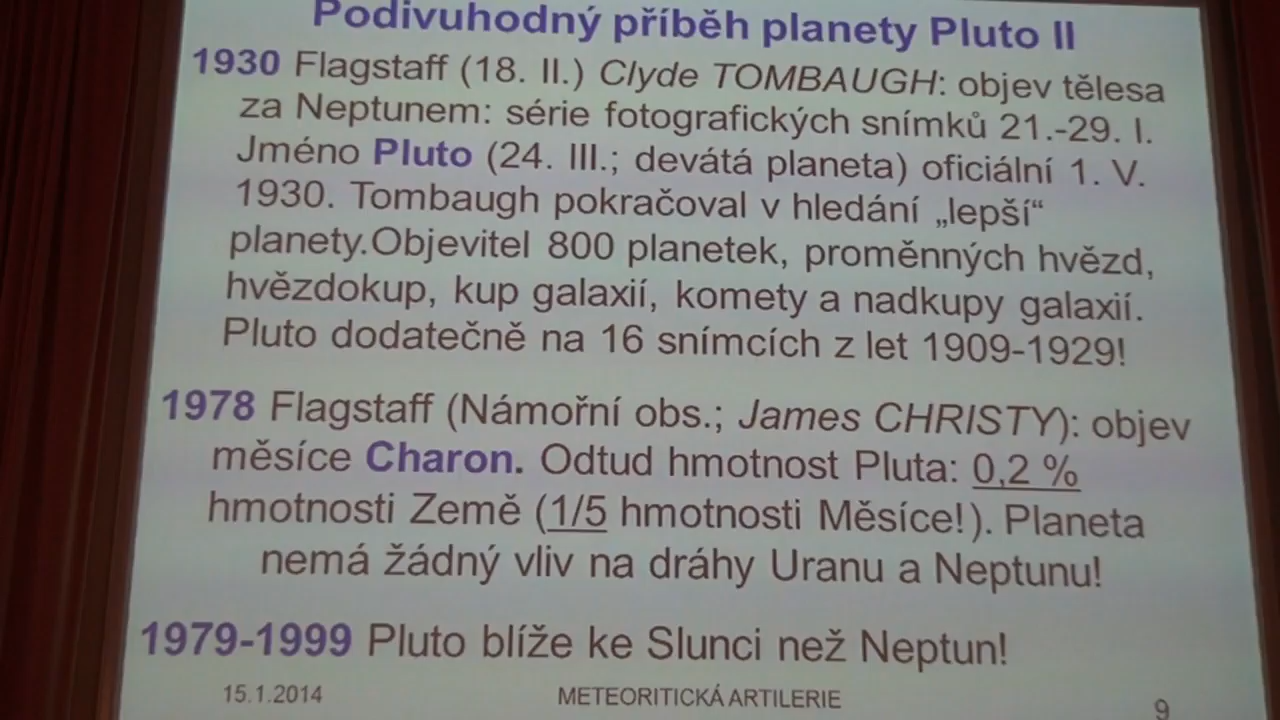 Podivuhodný příběh planety Pluto II
1930 Flagstaff (18. II.) Clyde TOMBAUGH: objev tělesa
za Neptunem: série fotografických snímků 21.-29. I.
Jméno Pluto (24. III.; devátá planeta) oficiální 1. V.
1930. Tombaugh pokračoval v hledání „lepší“
planety.Objevitel 800 planetek, proměnných hvězd,
hvězdokup, kup galaxií, komety a nadkupy galaxií.
Pluto dodatečně na 16 snímcích z let 1909-1929!
1978 Flagstaff (Námořní obs.; James CHRISTY): objev
měsíce Charon. Odtud hmotnost Pluta: 0,2 %
hmotnosti Země (1/5 hmotnosti Měsíce!). Planeta
nemá žádný vliv na dráhy Uranu a Neptunu!
1979-1999 Pluto blíže ke Slunci než Neptun!
15.1.2014 METEORITICKÁ ARTILERIE 9